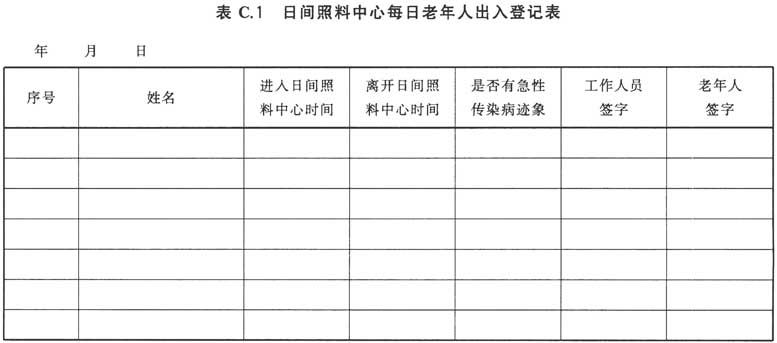 表 C.1 日间照料中心每日老年人出入登记表
年 月 日
序号 姓名 进入日间照 离开日间照 是否有急性 工作人员 老年人
料中心时间 料中心时间 传染病迹象 签字 签字